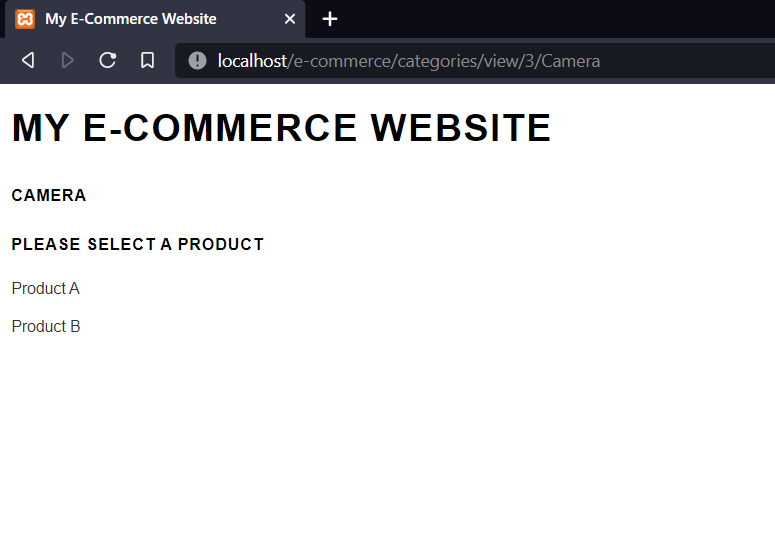 My E-Commerce Website
localhost/e-commerce/categories/view/3/Camera
MY E-COMMERCE WEBSITE
CAMERA
PLEASE SELECT A PRODUCT
Product A
Product B